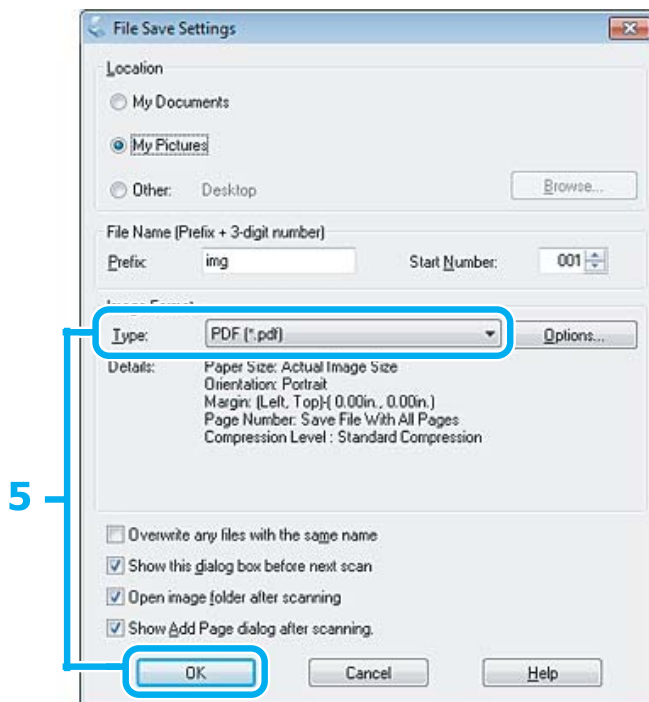 File Save Settings
Location
My Documents
My Pictures
Other: Desktop Browse...
File Name (Prefix + 3-digit number)
Prefix: img Start Number: 001
Image Format
Type: PDF (*.pdf) Options...
Details: Paper Size: Actual Image Size
Orientation: Portrait
Margin: (Left, Top)-( 0.00in., 0.00in.)
Page Number: Save File With All Pages
Compression Level : Standard Compression
5
Overwrite any files with the same name
Show this dialog box before next scan
Open image folder after scanning
Show Add Page dialog after scanning.
OK Cancel Help